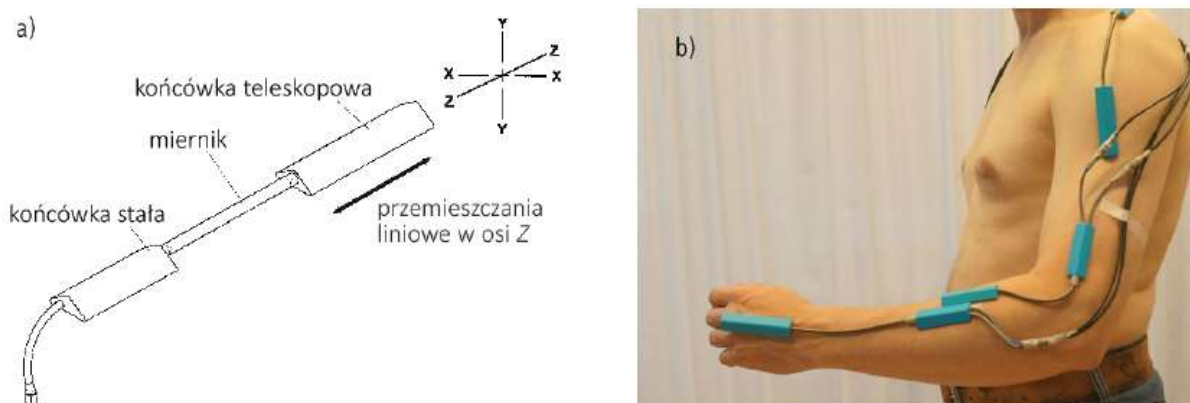 a)
końcówka teleskopowa
miernik
końcówka stała
Y
Z
X
X
Z
Y
przemieszczania
liniowe w osi Z
b)